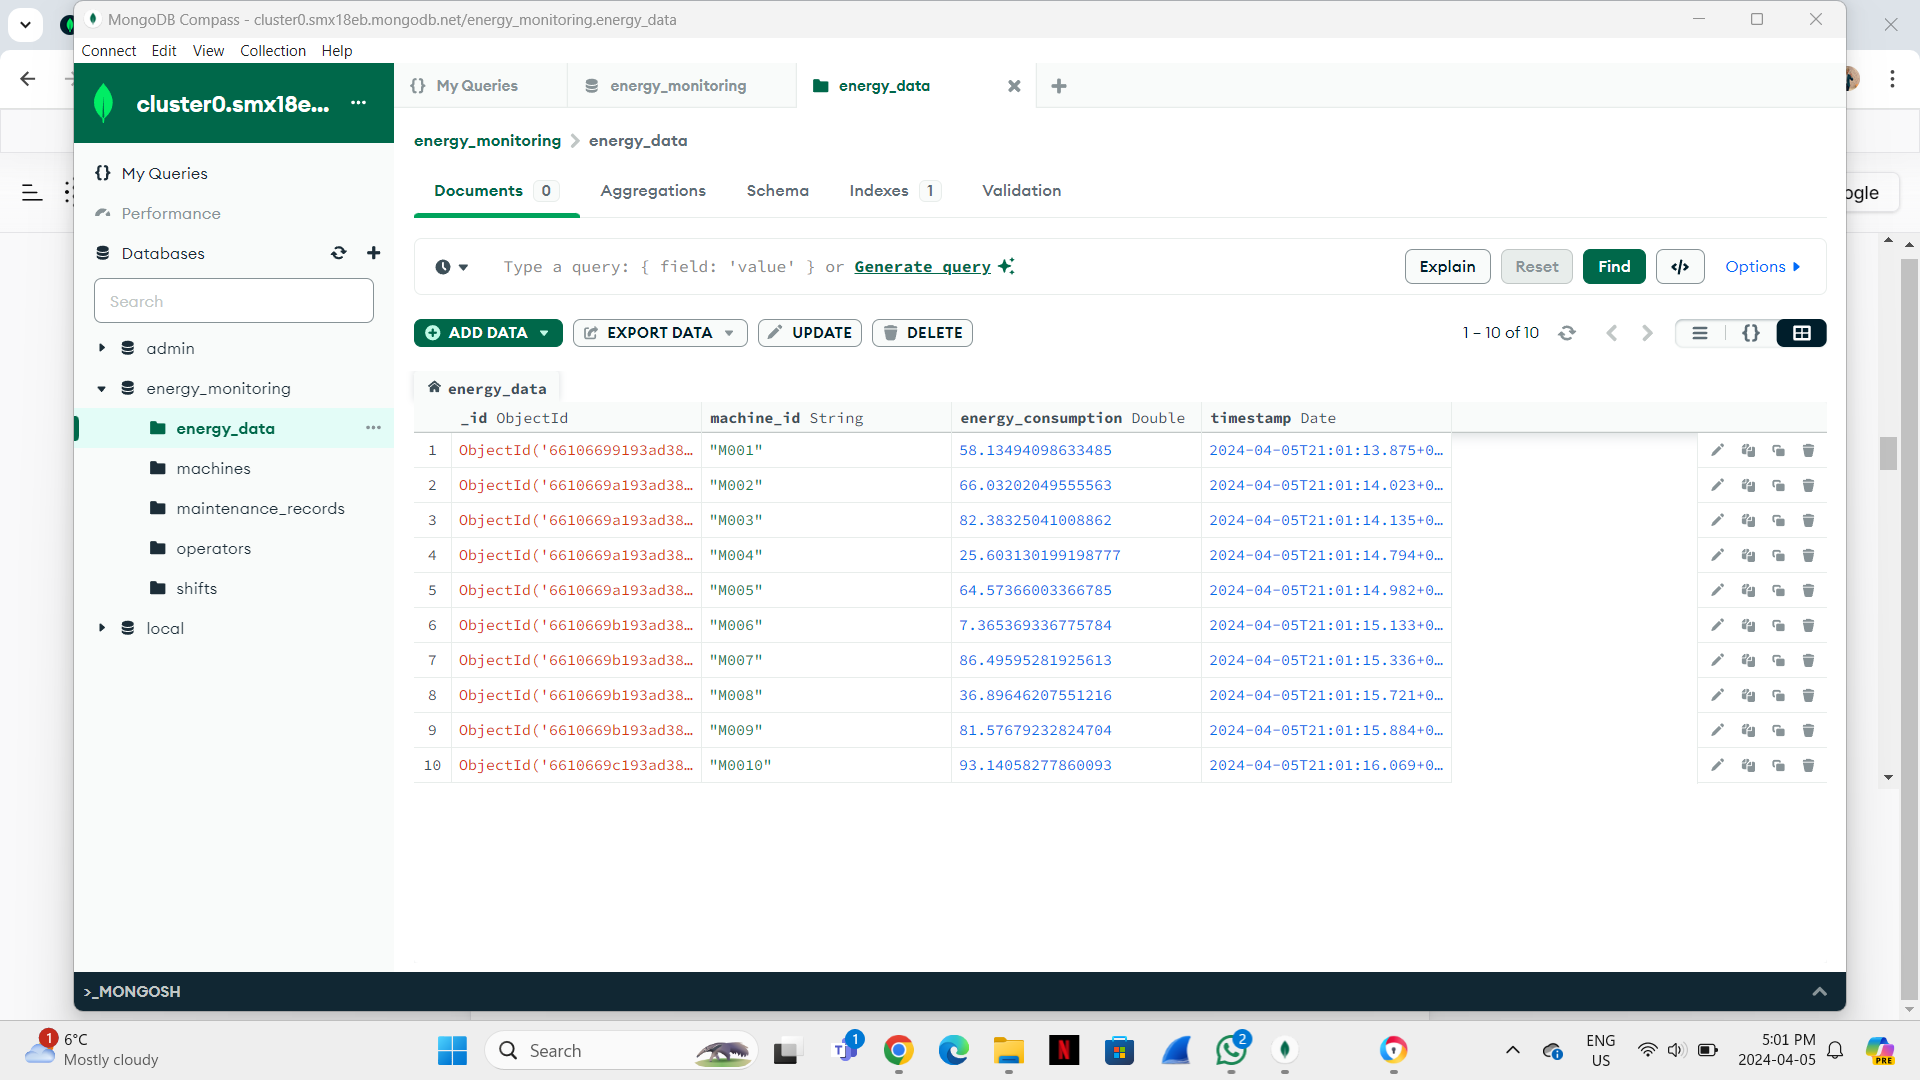 MongoDB Compass - cluster0.smx18eb.mongodb.net/energy_monitoring.energy_data
Connect Edit View Collection Help
cluster0.smx18e...
My Queries
energy_monitoring
energy_data
energy_monitoring > energy_data
My Queries
Performance
Databases
Search
admin
energy_monitoring
energy_data
machines
maintenance_records
operators
shifts
local
Documents 0 Aggregations Schema Indexes 1 Validation
Type a query: { field: 'value' } or Generate query
Explain Reset Find </> Options
ADD DATA EXPORT DATA UPDATE DELETE
1 – 10 of 10
{}
energy_data
_id ObjectId machine_id String energy_consumption Double timestamp Date
1 ObjectId('66106699193ad38… "M001" 58.13494098633485 2024-04-05T21:01:13.875+0…
2 ObjectId('6610669a193ad38… "M002" 66.03202049555563 2024-04-05T21:01:14.023+0…
3 ObjectId('6610669a193ad38… "M003" 82.38325041008862 2024-04-05T21:01:14.135+0…
4 ObjectId('6610669a193ad38… "M004" 25.603130199198777 2024-04-05T21:01:14.794+0…
5 ObjectId('6610669a193ad38… "M005" 64.57366003366785 2024-04-05T21:01:14.982+0…
6 ObjectId('6610669b193ad38… "M006" 7.365369336775784 2024-04-05T21:01:15.133+0…
7 ObjectId('6610669b193ad38… "M007" 86.49595281925613 2024-04-05T21:01:15.336+0…
8 ObjectId('6610669b193ad38… "M008" 36.89646207551216 2024-04-05T21:01:15.721+0…
9 ObjectId('6610669b193ad38… "M009" 81.57679232824704 2024-04-05T21:01:15.884+0…
10 ObjectId('6610669c193ad38… "M0010" 93.14058277860093 2024-04-05T21:01:16.069+0…
>_MONGOSH
ogle
1
6°C
Mostly cloudy
Search
1
N
2
ENG
US
5:01 PM
2024-04-05
PRE